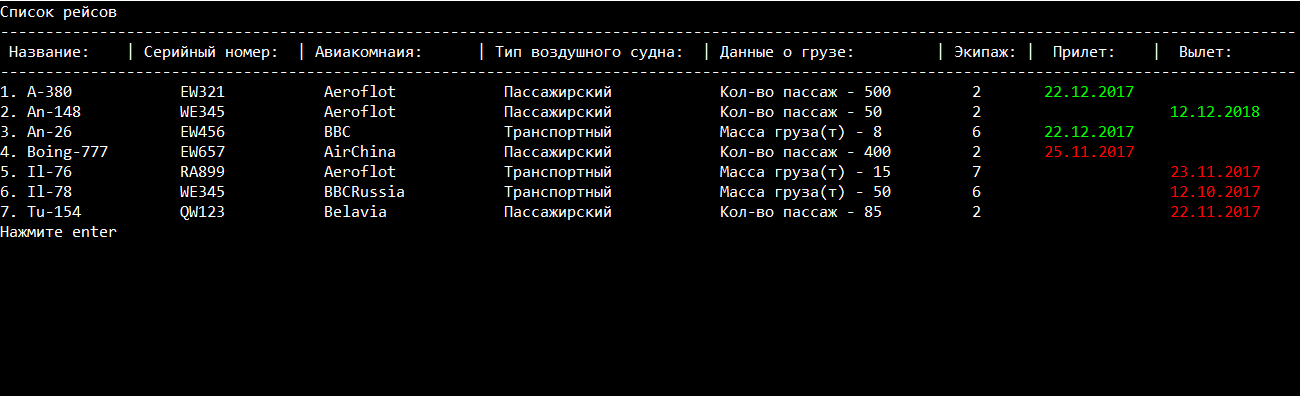 Список рейсов
------------------------------------------------------------------------------------------------------------------------------------------------
Название: | Серийный номер: | Авиакомнаия: | Тип воздушного судна: | Данные о грузе: | Экипаж: | Прилет: | Вылет:
------------------------------------------------------------------------------------------------------------------------------------------------
1. A-380 EW321 Aeroflot Пассажирский Кол-во пассаж - 500 2 22.12.2017
2. An-148 WE345 Aeroflot Пассажирский Кол-во пассаж - 50 2 12.12.2018
3. An-26 EW456 BBC Транспортный Масса груза(т) - 8 6 22.12.2017
4. Boing-777 EW657 AirChina Пассажирский Кол-во пассаж - 400 2 25.11.2017
5. Il-76 RA899 Aeroflot Транспортный Масса груза(т) - 15 7 23.11.2017
6. Il-78 WE345 BBCRussia Транспортный Масса груза(т) - 50 6 12.10.2017
7. Tu-154 QW123 Belavia Пассажирский Кол-во пассаж - 85 2 22.11.2017
Нажмите enter